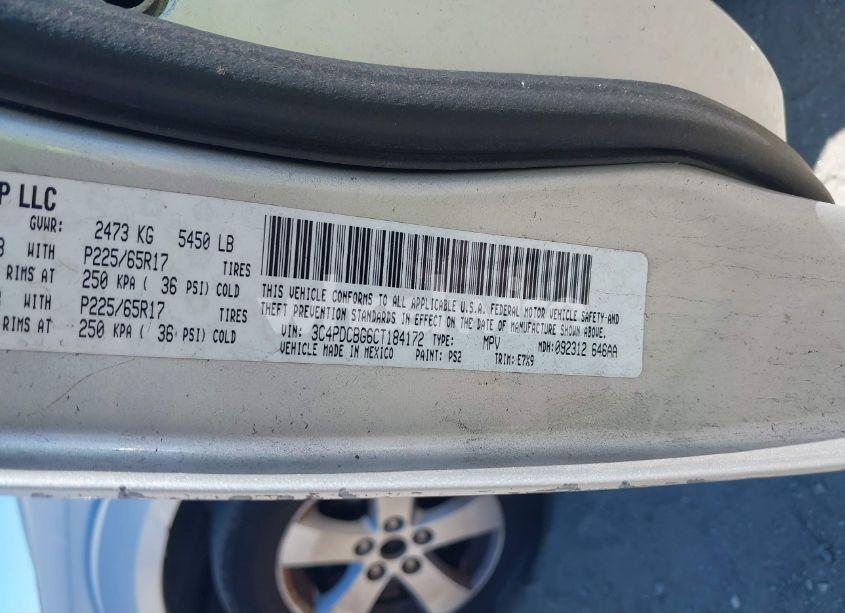 P LLC
GVWR: 2473 KG 5450 LB
WITH P225/65R17 TIRES
RIMS AT 250 KPA ( 36 PSI) COLD
WITH P225/65R17 TIRES
RIMS AT 250 KPA ( 36 PSI) COLD
THIS VEHICLE CONFORMS TO ALL APPLICABLE U.S.A. FEDERAL MOTOR VEHICLE SAFETY AND
THEFT PREVENTION STANDARDS IN EFFECT ON THE DATE OF MANUFACTURE SHOWN ABOVE.
VIN: 3C4PDCBG6CT184172 TYPE: MPV MDH:092312 646AA
VEHICLE MADE IN MEXICO PAINT: PS2 TRIM: E7X9